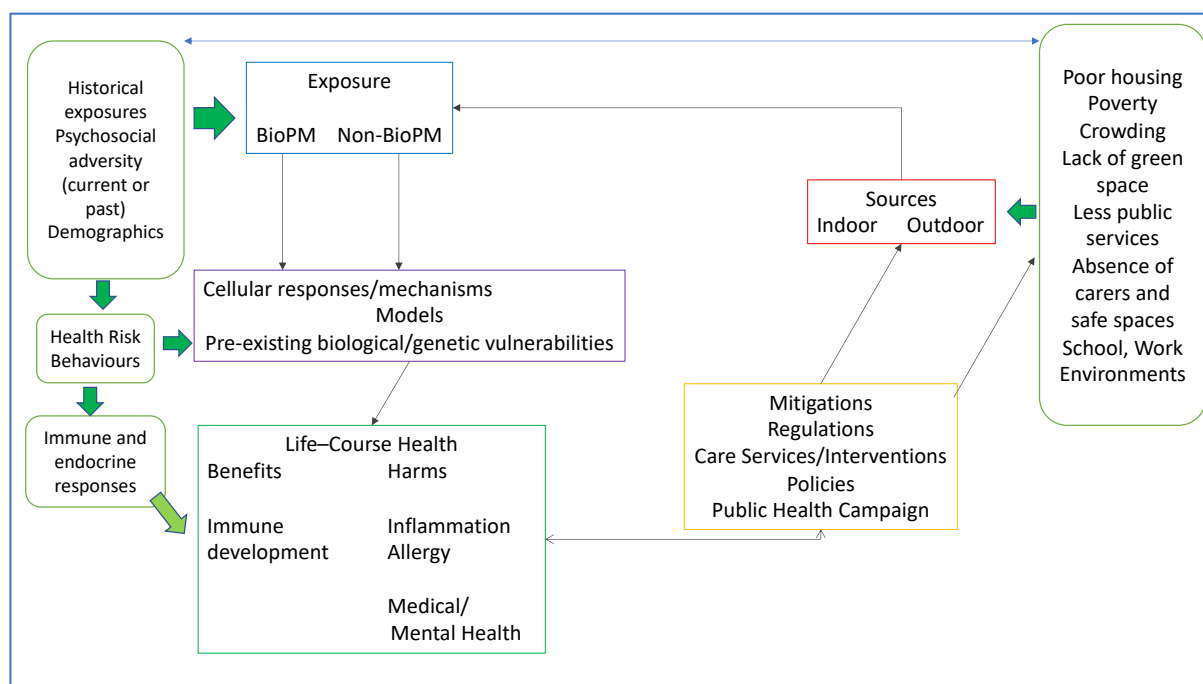 Historical
exposures
Psychosocial
adversity
(current or
past)
Demographics
Health Risk
Behaviours
Immune and
endocrine
responses
Exposure
BioPM Non-BioPM
Cellular responses/mechanisms
Models
Pre-existing biological/genetic vulnerabilities
Life–Course Health
Benefits Harms
Immune Inflammation
development Allergy
Medical/
Mental Health
Sources
Indoor Outdoor
Mitigations
Regulations
Care Services/Interventions
Policies
Public Health Campaign
Poor housing
Poverty
Crowding
Lack of green
space
Less public
services
Absence of
carers and
safe spaces
School, Work
Environments